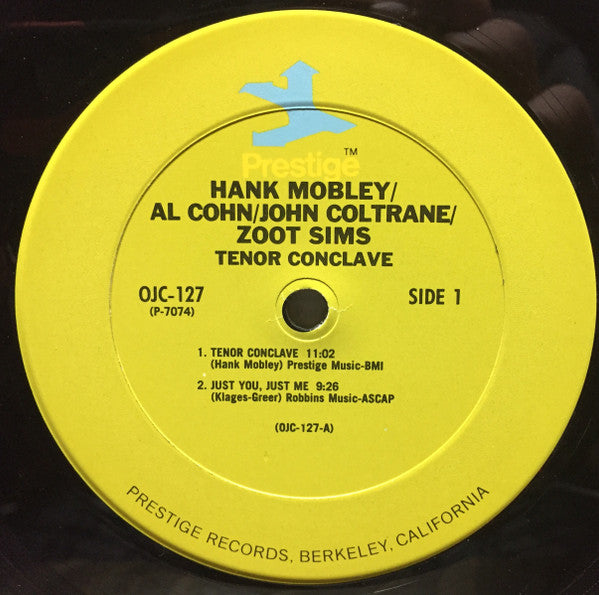 TM
Prestige
HANK MOBLEY/
AL COHN/JOHN COLTRANE/
ZOOT SIMS
TENOR CONCLAVE
OJC-127
(P-7074)
SIDE 1
1. TENOR CONCLAVE 11:02
(Hank Mobley) Prestige Music-BMI
2. JUST YOU, JUST ME 9:26
(Klages-Greer) Robbins Music-ASCAP
(OJC-127-A)
PRESTIGE RECORDS, BERKELEY, CALIFORNIA